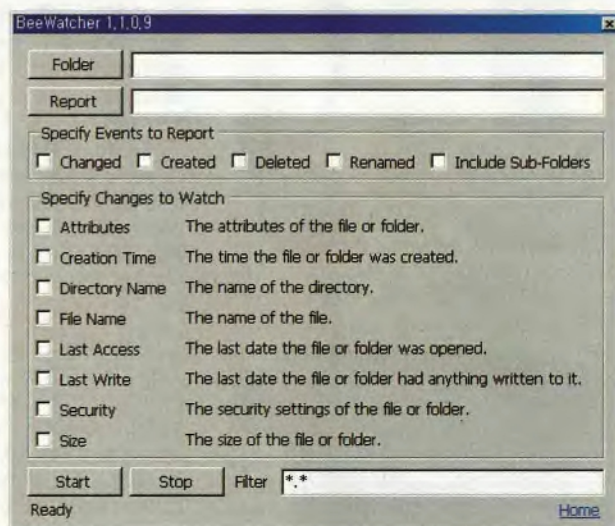 BeeWatcher 1,1,0,9
Folder
Report
Specify Events to Report
Changed Created Deleted Renamed Include Sub-Folders
Specify Changes to Watch
Attributes The attributes of the file or folder.
Creation Time The time the file or folder was created.
Directory Name The name of the directory.
File Name The name of the file.
Last Access The last date the file or folder was opened.
Last Write The last date the file or folder had anything written to it.
Security The security settings of the file or folder.
Size The size of the file or folder.
Start Stop Filter *.*
Ready Home